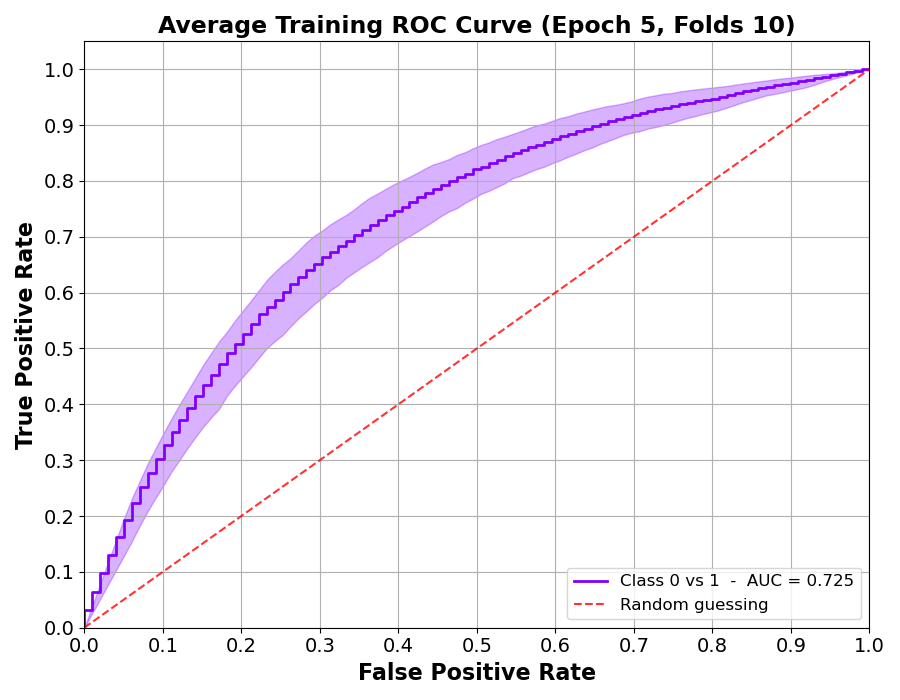 Average Training ROC Curve (Epoch 5, Folds 10)
True Positive Rate
1.0
0.9
0.8
0.7
0.6
0.5
0.4
0.3
0.2
0.1
0.0
Class 0 vs 1 - AUC = 0.725
Random guessing
0.0 0.1 0.2 0.3 0.4 0.5 0.6 0.7 0.8 0.9 1.0
False Positive Rate